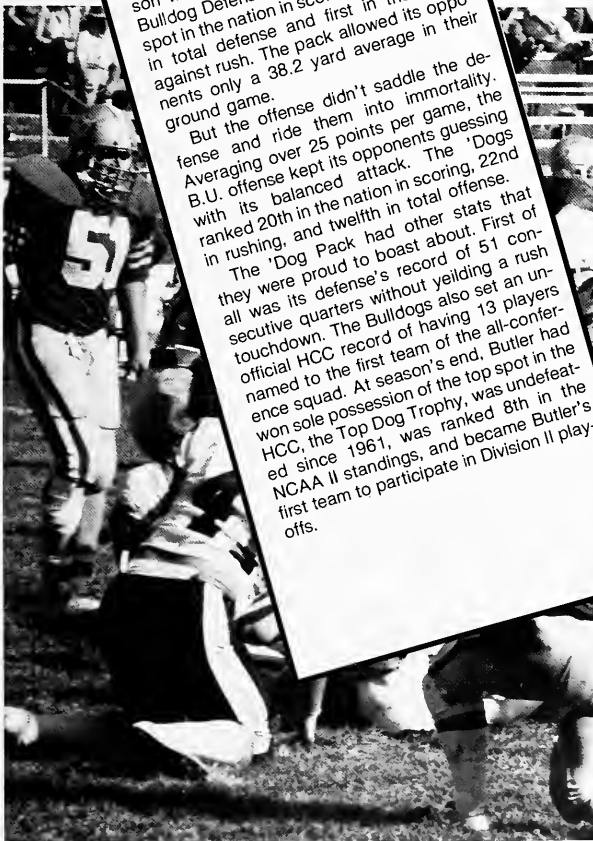 son
Bulldog Defen
spot in the nation in sco
in total defense and first in th
against rush. The pack allowed its oppo-
nents only a 38.2 yard average in their
ground game.
But the offense didn't saddle the de-
fense and ride them into immortality.
Averaging over 25 points per game, the
B.U. offense kept its opponents guessing
with its balanced attack. The 'Dogs
ranked 20th in the nation in scoring, 22nd
in rushing, and twelfth in total offense.
The 'Dog Pack had other stats that
they were proud to boast about. First of
all was its defense's record of 51 con-
secutive quarters without yeilding a rush
touchdown. The Bulldogs also set an un-
official HCC record of having 13 players
named to the first team of the all-confer-
ence squad. At season's end, Butler had
won sole possession of the top spot in the
HCC, the Top Dog Trophy, was undefeat-
ed since 1961, was ranked 8th in the
NCAA II standings, and became Butler's
first team to participate in Division II play-
offs.
5